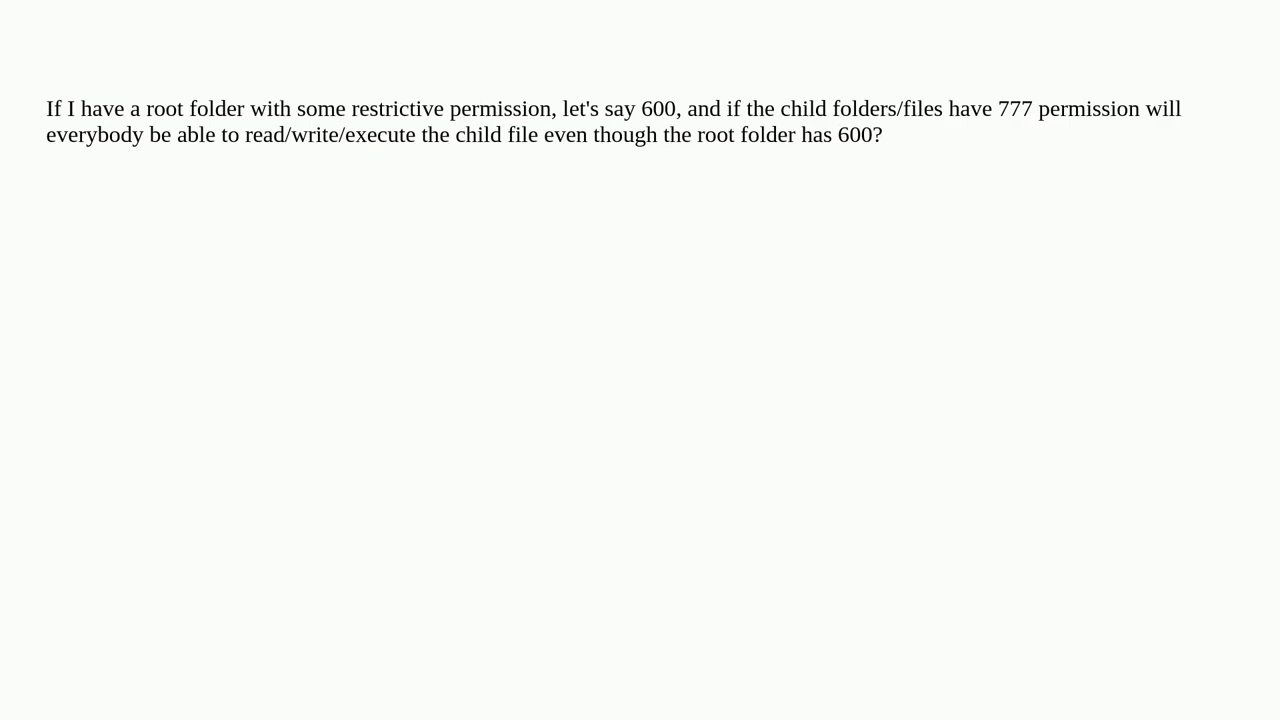 If I have a root folder with some restrictive permission, let's say 600, and if the child folders/files have 777 permission will
everybody be able to read/write/execute the child file even though the root folder has 600?